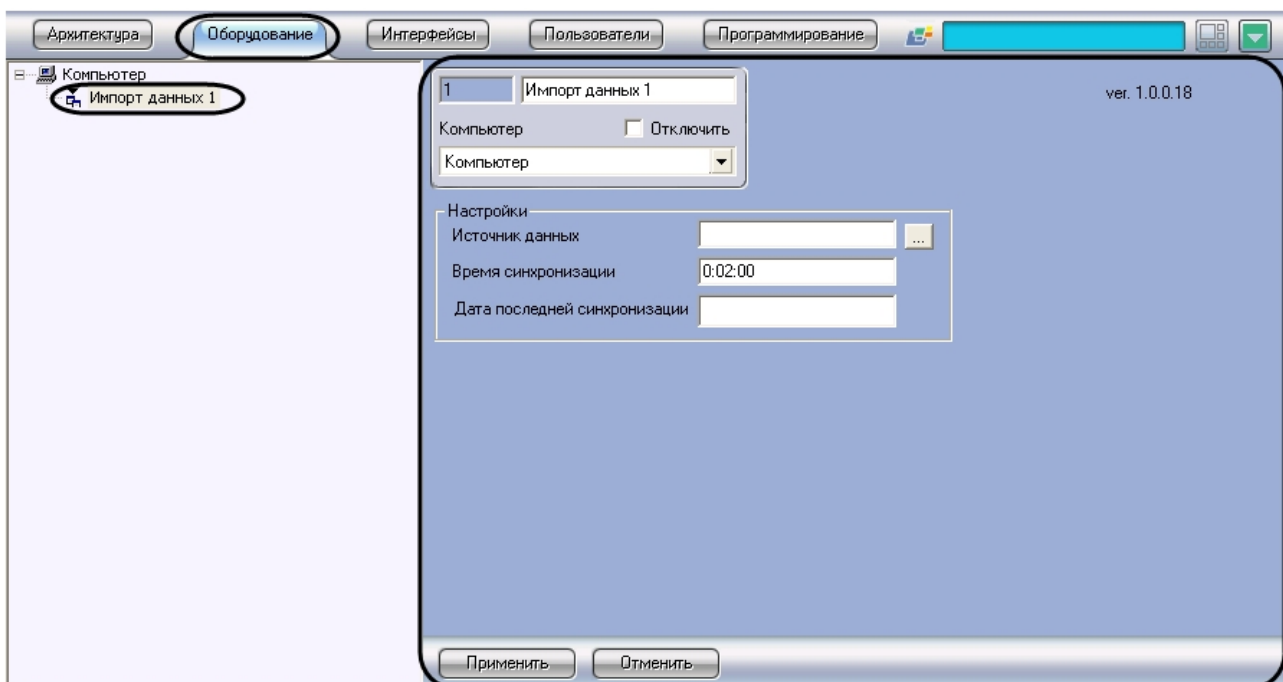 Архитектура Оборудование Интерфейсы Пользователи Программирование
Компьютер
Импорт данных 1
1 Импорт данных 1
ver. 1.0.0.18
Компьютер Отключить
Компьютер
Настройки
Источник данных ...
Время синхронизации 0:02:00
Дата последней синхронизации
Применить Отменить